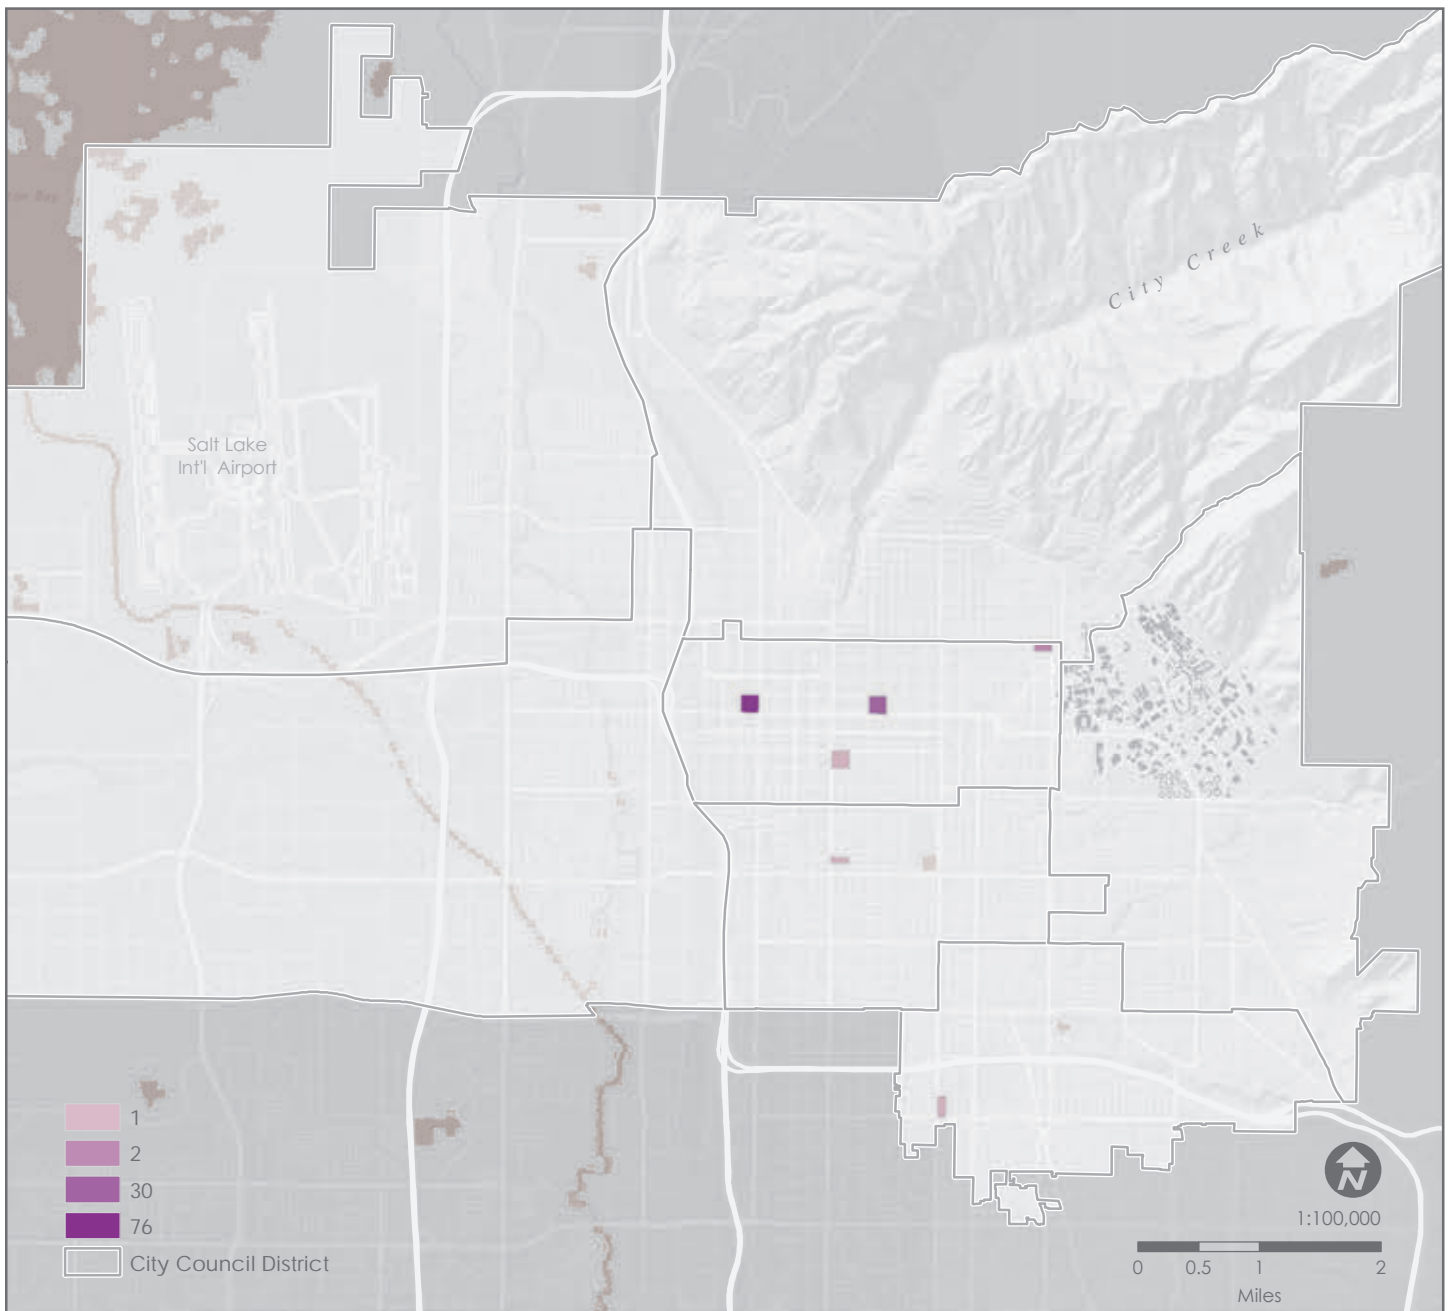 City Creek
Salt Lake
Int'l Airport
1
2
30
76
City Council District
N
1:100,000
0 0.5 1 2
Miles